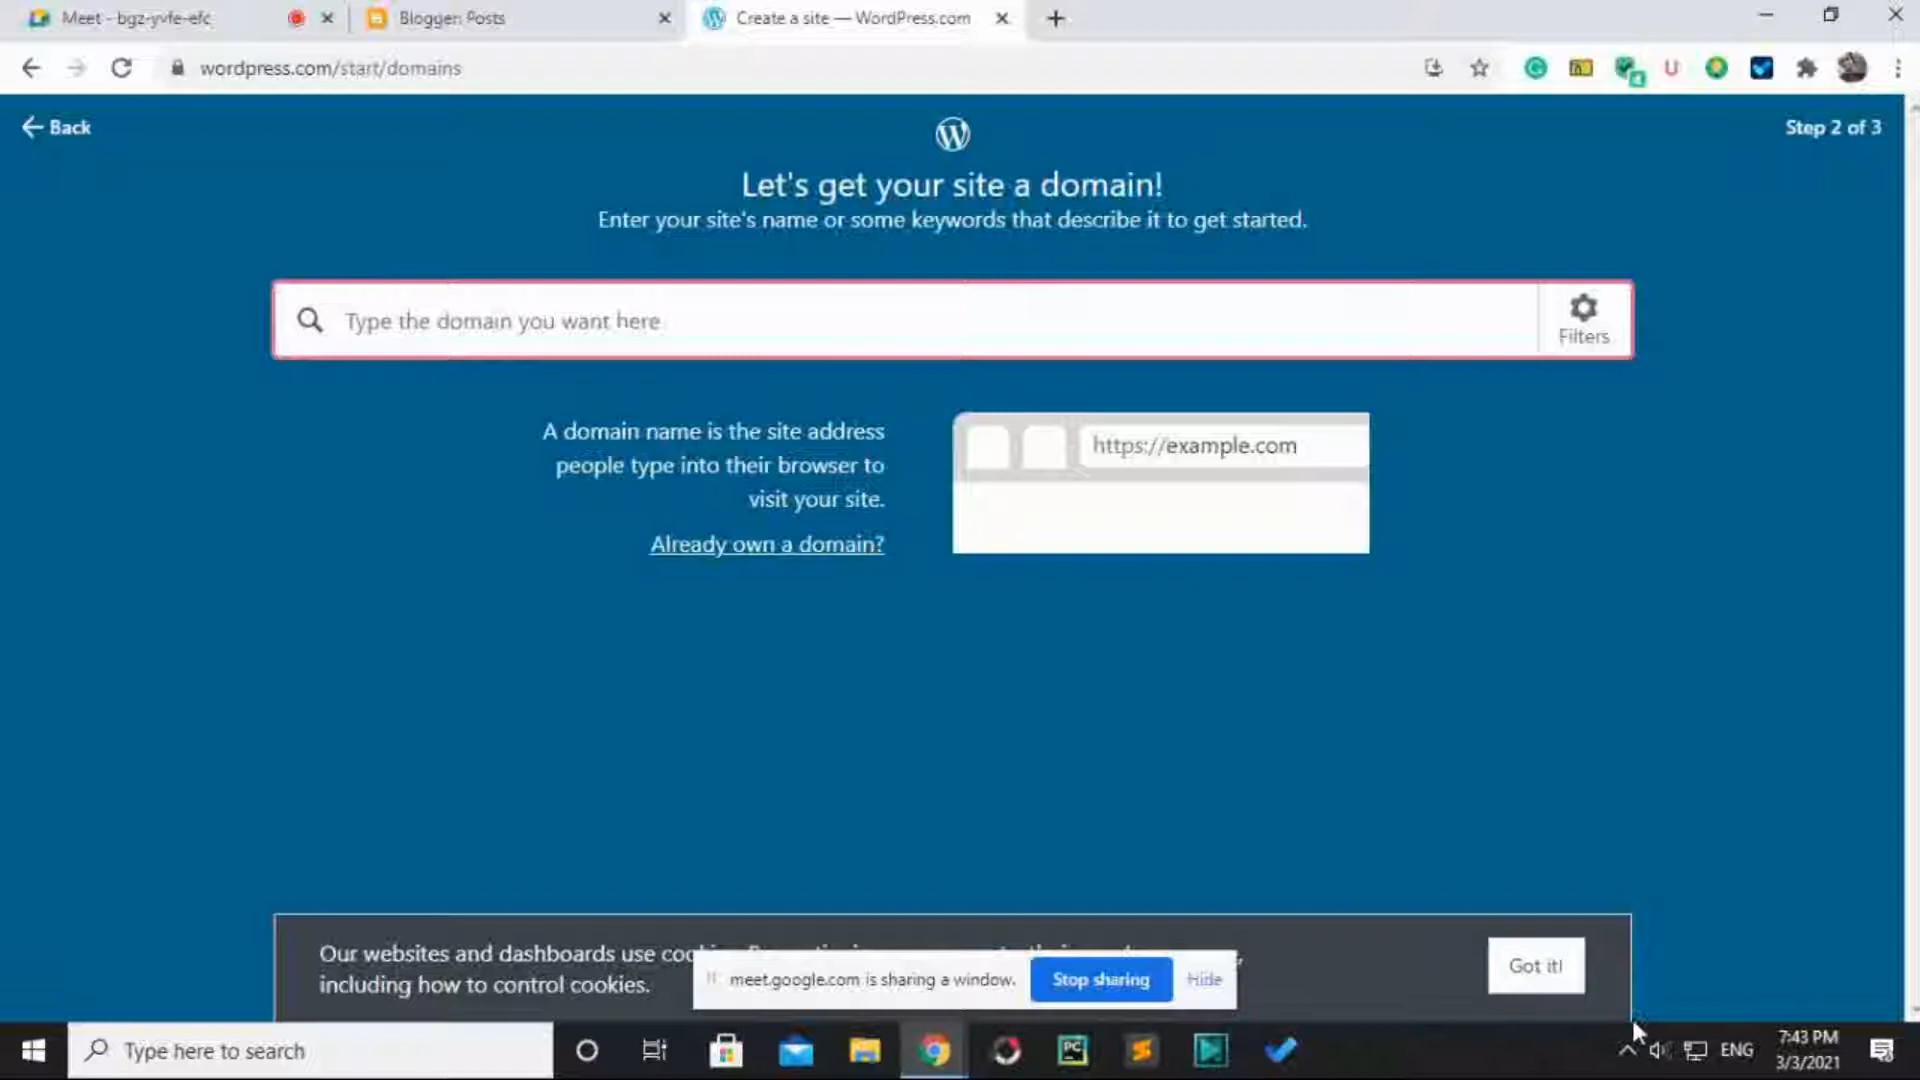 Meet - bgz-yvfe-efc
Blogger: Posts
Create a site — WordPress.com
wordpress.com/start/domains
Back
Step 2 of 3
Let's get your site a domain!
Enter your site's name or some keywords that describe it to get started.
Type the domain you want here
Filters
A domain name is the site address
people type into their browser to
visit your site.
Already own a domain?
https://example.com
Our websites and dashboards use
including how to control cookies.
Got it!
meet.google.com is sharing a window.
Stop sharing
Hide
Type here to search
PC
ENG
7:43 PM
3/3/2021